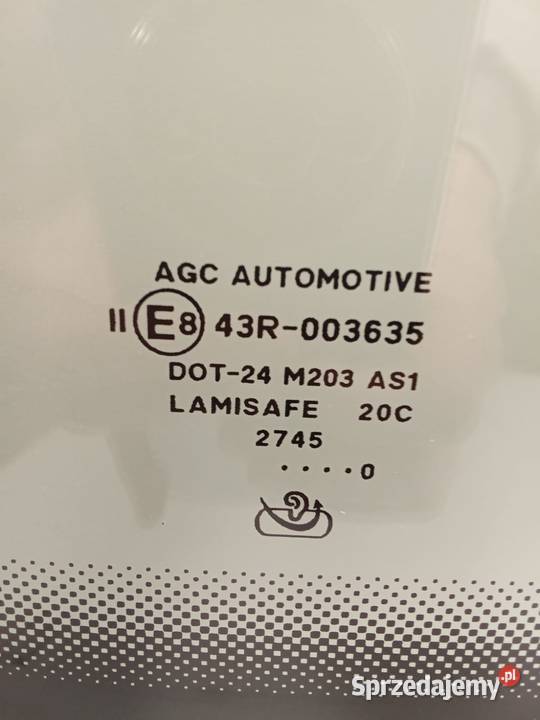 AGC AUTOMOTIVE
II E8 43R-003635
DOT-24 M203 AS1
LAMISAFE 20C
2745
....0
Sprzedajemy.pl